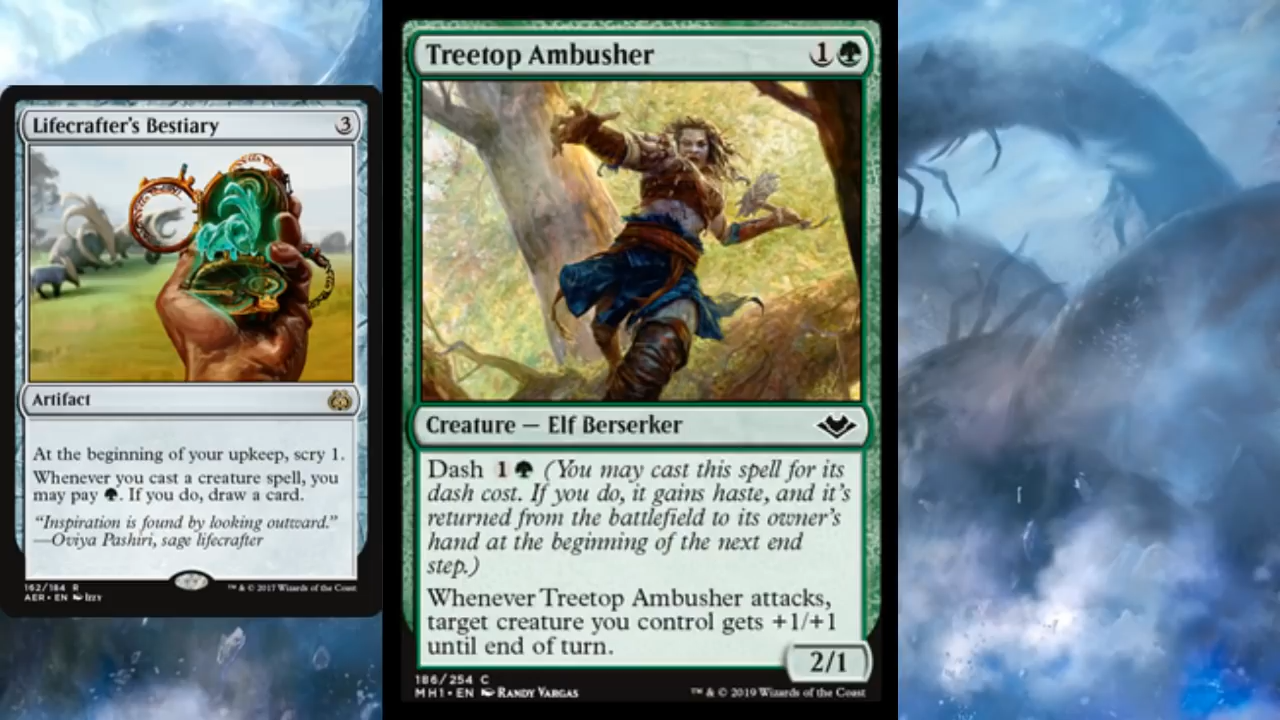 Lifecrafter's Bestiary 3
Artifact
At the beginning of your upkeep, scry 1.
Whenever you cast a creature spell, you
may pay . If you do, draw a card.
“Inspiration is found by looking outward.”
—Oviya Pashiri, sage lifecrafter
162/184 R
AER • EN Izzy
™ & © 2017 Wizards of the Coast
Treetop Ambusher 1
Creature — Elf Berserker
Dash 1 (You may cast this spell for its
dash cost. If you do, it gains haste, and it's
returned from the battlefield to its owner's
hand at the beginning of the next end
step.)
Whenever Treetop Ambusher attacks,
target creature you control gets +1/+1
until end of turn.
2/1
186/254 C
MH1 • EN Randy Vargas
™ & © 2019 Wizards of the Coast